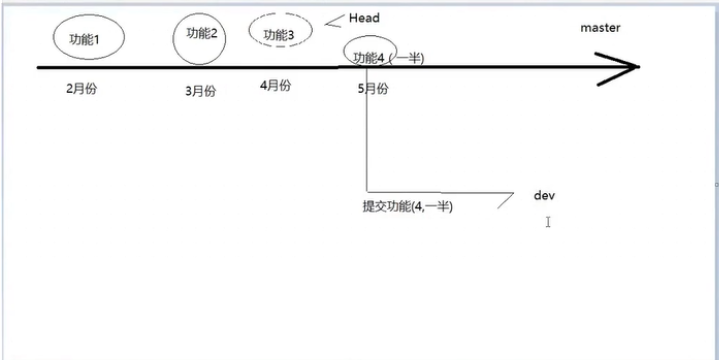 Head
master
功能1
功能2
功能3
功能4 (一半)
2月份
3月份
4月份
5月份
dev
提交功能(4,一半)